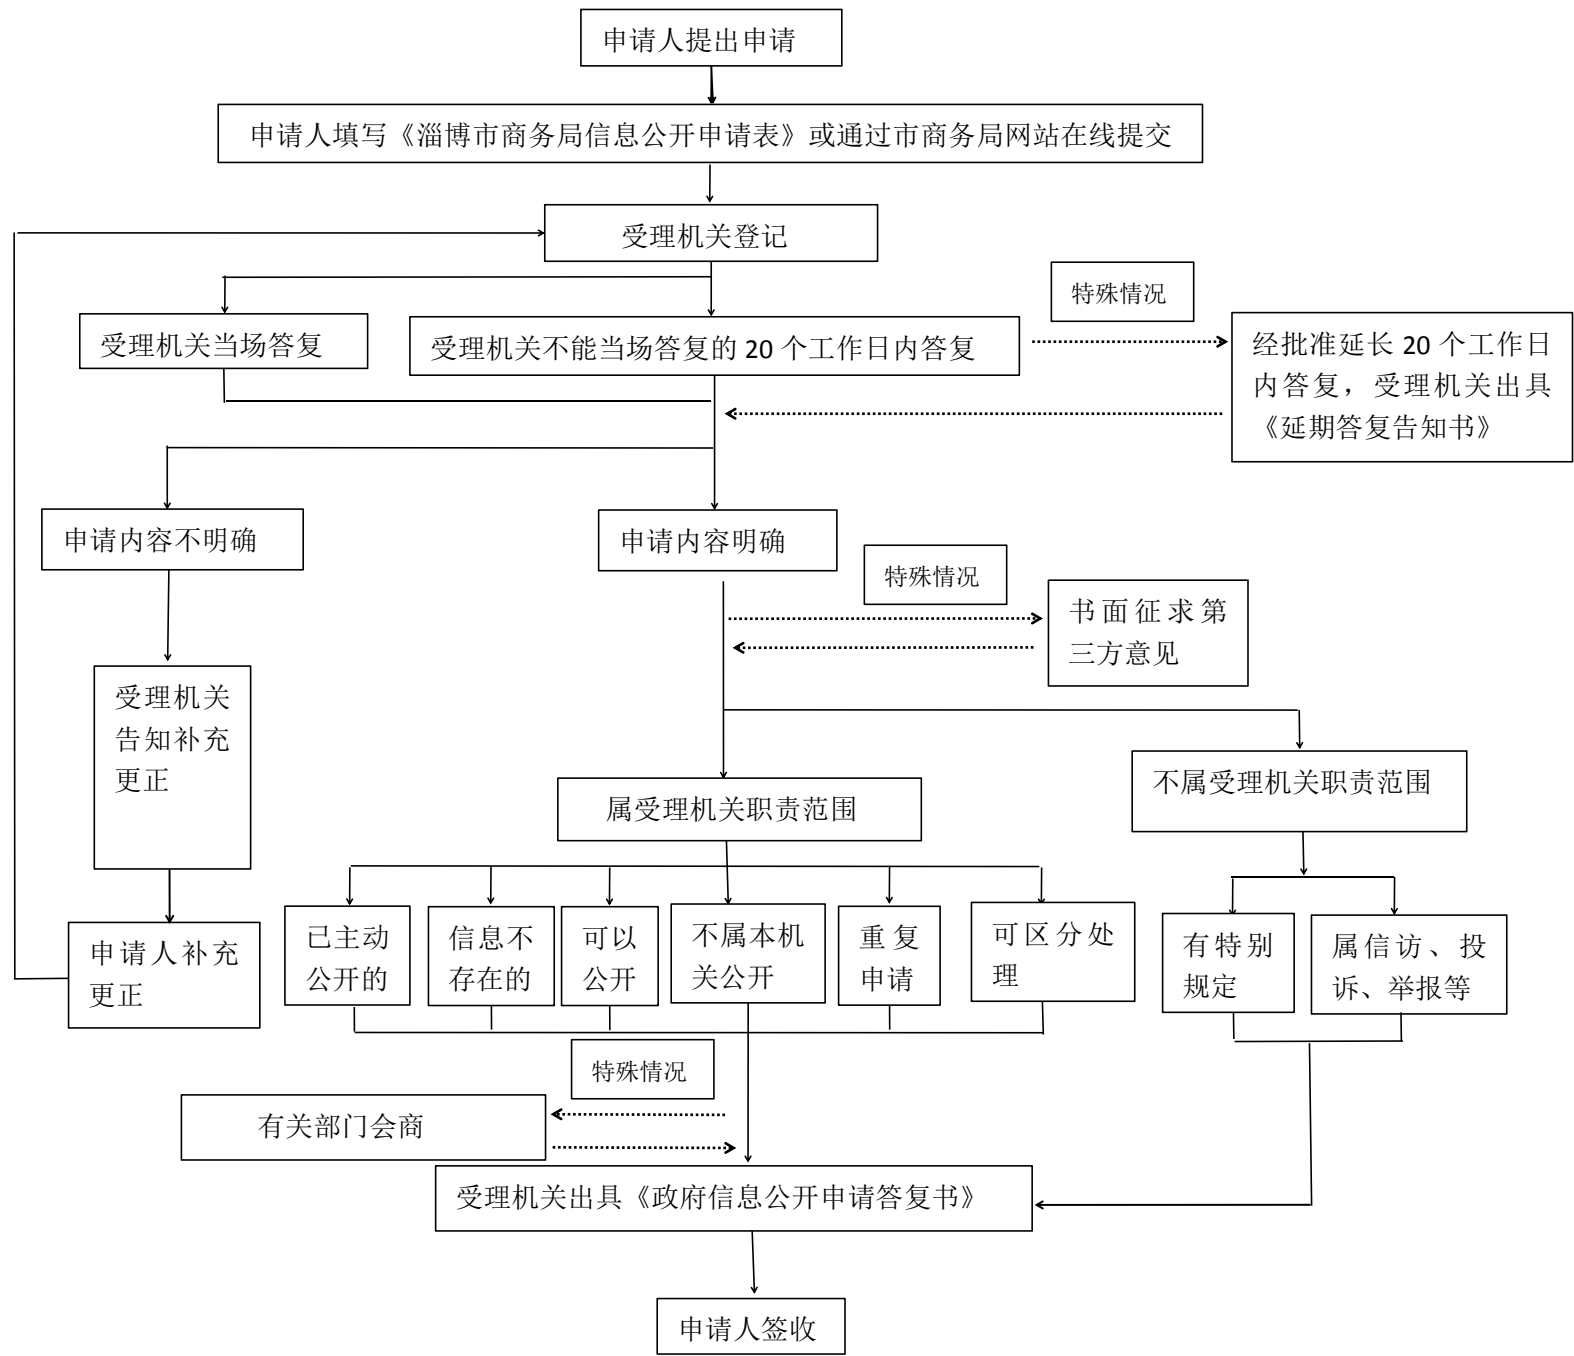 申请人提出申请
申请人填写《淄博市商务局信息公开申请表》或通过市商务局网站在线提交
受理机关登记
特殊情况
受理机关当场答复
受理机关不能当场答复的 20 个工作日内答复
经批准延长 20 个工作日
内答复，受理机关出具
《延期答复告知书》
申请内容不明确
申请内容明确
特殊情况
书面征求第
三方意见
受理机关
告知补充
更正
属受理机关职责范围
不属受理机关职责范围
申请人补充
更正
已主动
公开的
信息不
存在的
可以
公开
不属本机
关公开
重复
申请
可区分处
理
有特别
规定
属信访、投
诉、举报等
特殊情况
有关部门会商
受理机关出具《政府信息公开申请答复书》
申请人签收